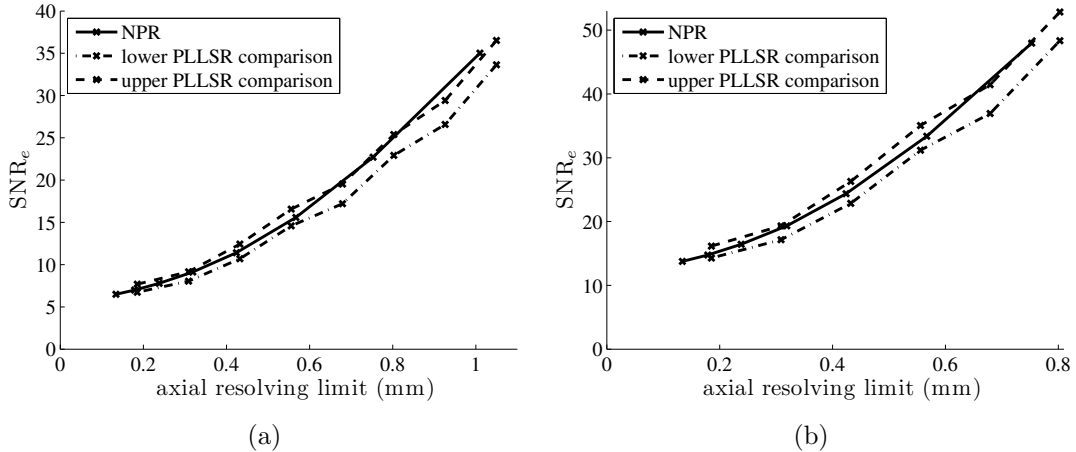 40
35
30
25
20
15
10
5
0
SNRe
NPR
lower PLLSR comparison
upper PLLSR comparison
0 0.2 0.4 0.6 0.8 1
axial resolving limit (mm)
(a)
50
40
30
20
10
0
SNRe
NPR
lower PLLSR comparison
upper PLLSR comparison
0 0.2 0.4 0.6 0.8
axial resolving limit (mm)
(b)